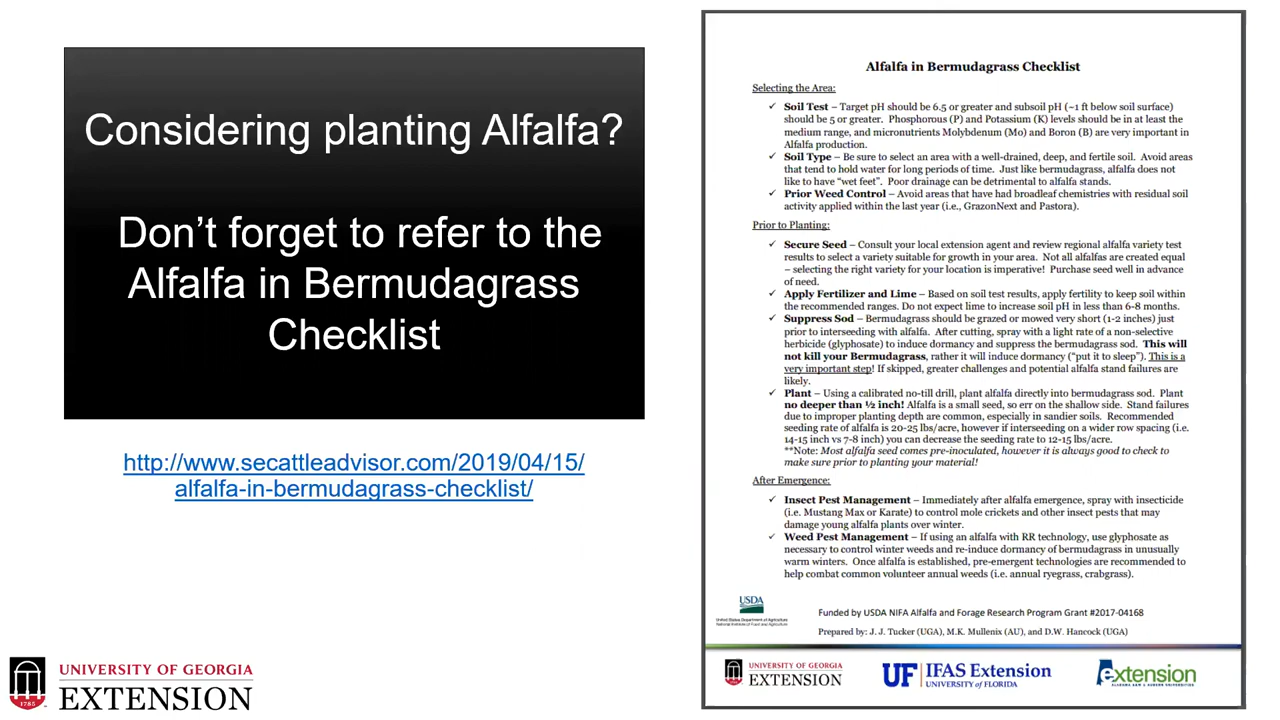 Considering planting Alfalfa?
Don’t forget to refer to the
Alfalfa in Bermudagrass
Checklist
http://www.secattleadvisor.com/2019/04/15/
alfalfa-in-bermudagrass-checklist/
1785
UNIVERSITY OF GEORGIA
EXTENSION
Alfalfa in Bermudagrass Checklist
Selecting the Area:
✓ Soil Test – Target pH should be 6.5 or greater and subsoil pH (~1 ft below soil surface)
should be 5 or greater. Phosphorous (P) and Potassium (K) levels should be in at least the
medium range, and micronutrients Molybdenum (Mo) and Boron (B) are very important in
Alfalfa production.
✓ Soil Type – Be sure to select an area with a well-drained, deep, and fertile soil. Avoid areas
that tend to hold water for long periods of time. Just like bermudagrass, alfalfa does not
like to have “wet feet”. Poor drainage can be detrimental to alfalfa stands.
✓ Prior Weed Control – Avoid areas that have had broadleaf chemistries with residual soil
activity applied within the last year (i.e., GrazonNext and Pastora).
Prior to Planting:
✓ Secure Seed – Consult your local extension agent and review regional alfalfa variety test
results to select a variety suitable for growth in your area. Not all alfalfas are created equal
– selecting the right variety for your location is imperative! Purchase seed well in advance
of need.
✓ Apply Fertilizer and Lime – Based on soil test results, apply fertility to keep soil within
the recommended ranges. Do not expect lime to increase soil pH in less than 6-8 months.
✓ Suppress Sod – Bermudagrass should be grazed or mowed very short (1-2 inches) just
prior to interseeding with alfalfa. After cutting, spray with a light rate of a non-selective
herbicide (glyphosate) to induce dormancy and suppress the bermudagrass sod. This will
not kill your Bermudagrass, rather it will induce dormancy (“put it to sleep”). This is a
very important step! If skipped, greater challenges and potential alfalfa stand failures are
likely.
✓ Plant – Using a calibrated no-till drill, plant alfalfa directly into bermudagrass sod. Plant
no deeper than ½ inch! Alfalfa is a small seed, so err on the shallow side. Stand failures
due to improper planting depth are common, especially in sandier soils. Recommended
seeding rate of alfalfa is 20-25 lbs/acre, however if interseeding on a wider row spacing (i.e.
14-15 inch vs 7-8 inch) you can decrease the seeding rate to 12-15 lbs/acre.
**Note: Most alfalfa seed comes pre-inoculated, however it is always good to check to
make sure prior to planting your material!
After Emergence:
✓ Insect Pest Management – Immediately after alfalfa emergence, spray with insecticide
(i.e. Mustang Max or Karate) to control mole crickets and other insect pests that may
damage young alfalfa plants over winter.
✓ Weed Pest Management – If using an alfalfa with RR technology, use glyphosate as
necessary to control winter weeds and re-induce dormancy of bermudagrass in unusually
warm winters. Once alfalfa is established, pre-emergent technologies are recommended to
help combat common volunteer annual weeds (i.e. annual ryegrass, crabgrass).
USDA
United States Department of Agriculture
National Institute of Food and Agriculture
Funded by USDA NIFA Alfalfa and Forage Research Program Grant #2017-04168
Prepared by: J. J. Tucker (UGA), M.K. Mullenix (AU), and D.W. Hancock (UGA)
UNIVERSITY OF GEORGIA
EXTENSION
UF IFAS Extension
UNIVERSITY of FLORIDA
extension
ALABAMA A&M & AUBURN UNIVERSITIES